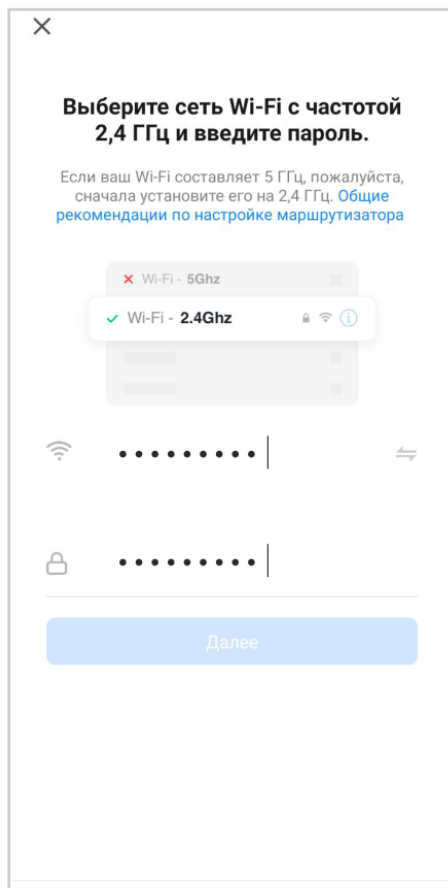 Выберите сеть Wi-Fi с частотой
2,4 ГГц и введите пароль.
Если ваш Wi-Fi составляет 5 ГГц, пожалуйста,
сначала установите его на 2,4 ГГц. Общие
рекомендации по настройке маршрутизатора
Wi-Fi - 5Ghz
Wi-Fi - 2.4Ghz
Далее